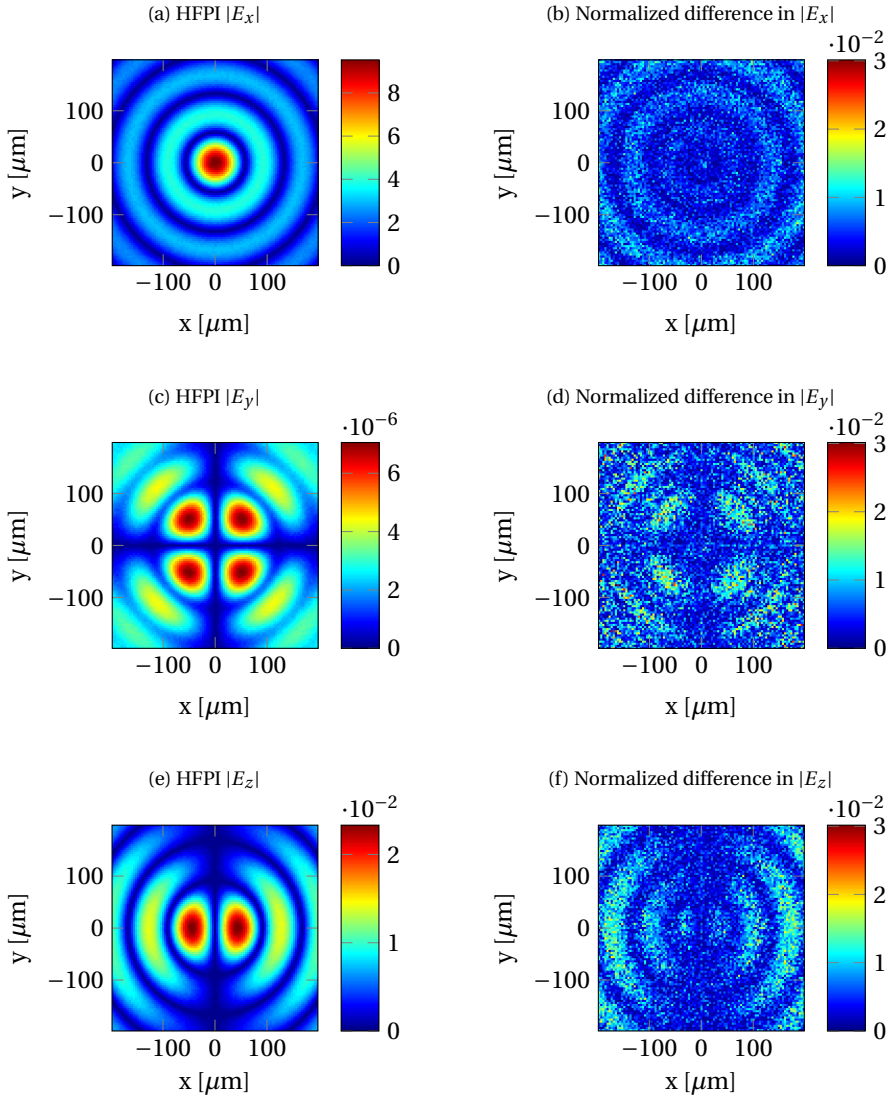 (a) HFPI |E_x|
100
0
−100
y [μm]
−100 0 100
x [μm]
8
6
4
2
0
(b) Normalized difference in |E_x|
·10^−2
100
0
−100
y [μm]
−100 0 100
x [μm]
3
2
1
0
(c) HFPI |E_y|
·10^−6
100
0
−100
y [μm]
−100 0 100
x [μm]
6
4
2
0
(d) Normalized difference in |E_y|
·10^−2
100
0
−100
y [μm]
−100 0 100
x [μm]
3
2
1
0
(e) HFPI |E_z|
·10^−2
100
0
−100
y [μm]
−100 0 100
x [μm]
2
1
0
(f) Normalized difference in |E_z|
·10^−2
100
0
−100
y [μm]
−100 0 100
x [μm]
3
2
1
0